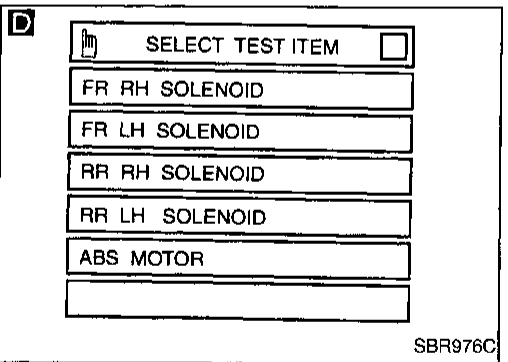 D
SELECT TEST ITEM
FR RH SOLENOID
FR LH SOLENOID
RR RH SOLENOID
RR LH SOLENOID
ABS MOTOR
SBR976C